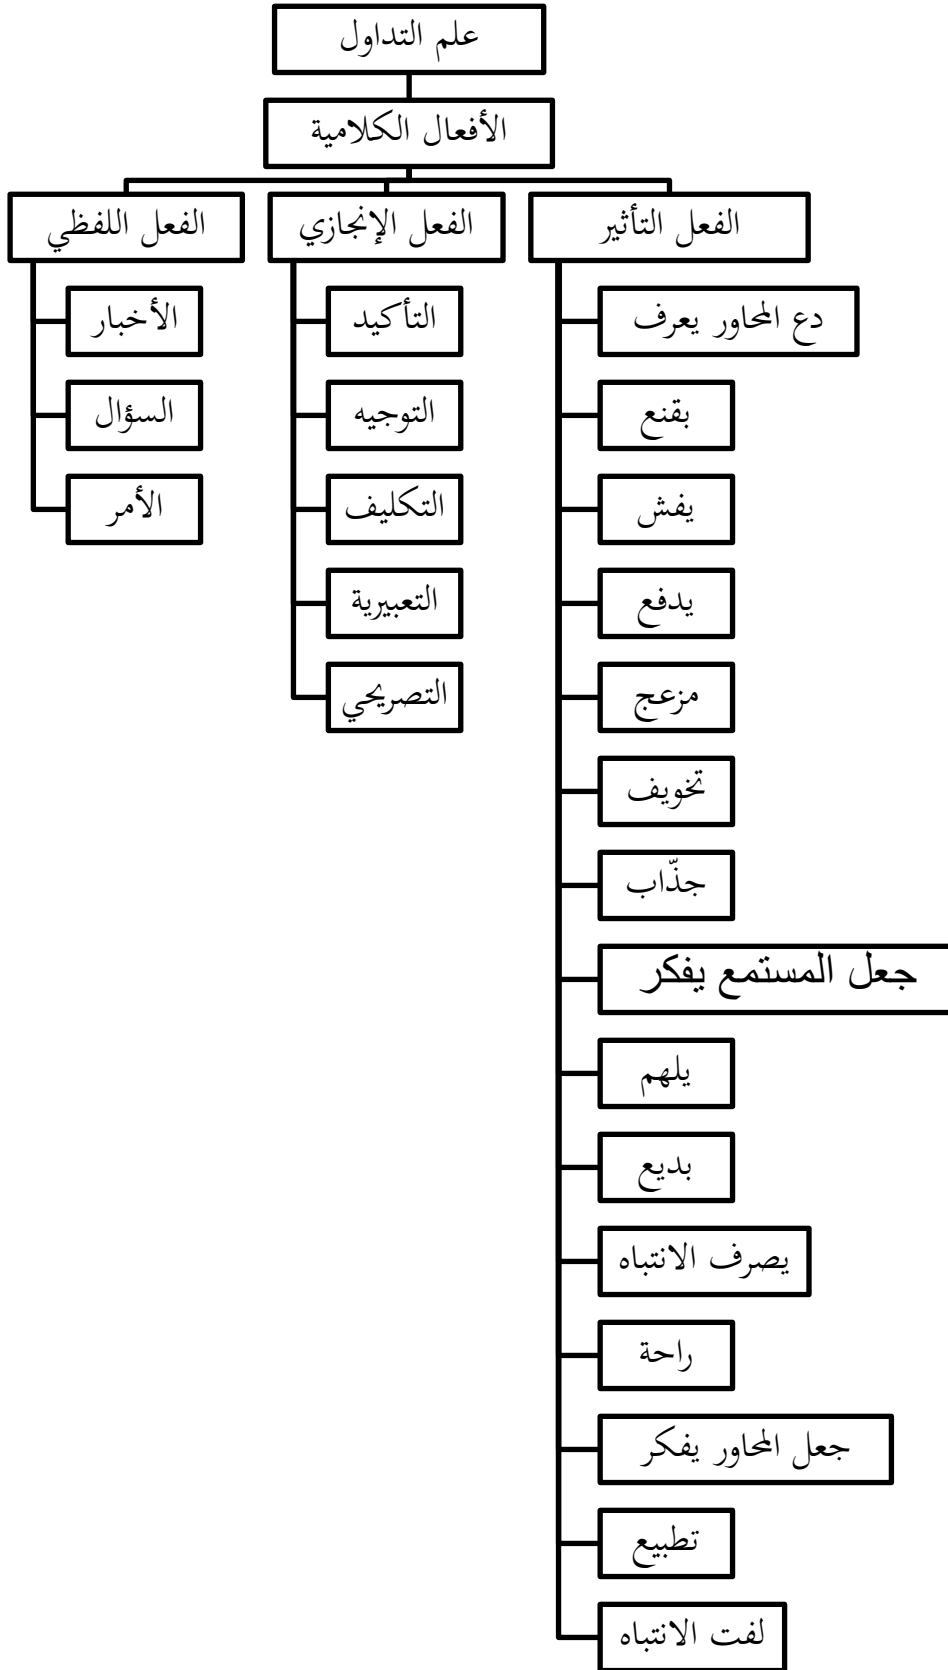 علم التداول
الأفعال الكلامية
الفعل التأثير
الفعل الإنجازي
الفعل اللفظي
دع المحاور يعرف
بقنع
يفش
يدفع
مزعج
تخويف
جذّاب
جعل المستمع يفكر
يلهم
بديع
يصرف الانتباه
راحة
جعل المحاور يفكر
تطبيع
لفت الانتباه
التأكيد
التوجيه
التكليف
التعبيرية
التصريحي
الأخبار
السؤال
الأمر